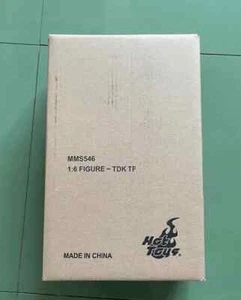 MMS546
1:6 FIGURE – TDK TF
Hot
Toys.
MADE IN CHINA